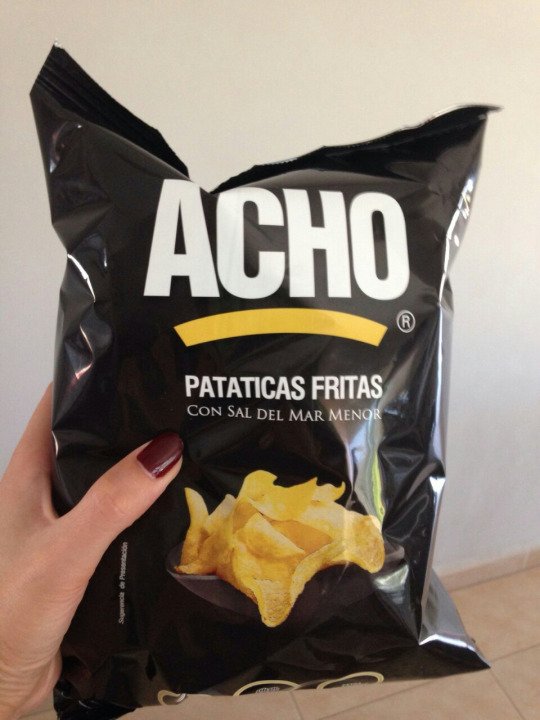 ACHO
®
PATATICAS FRITAS
CON SAL DEL MAR MENOR
-Sugerencia de Presentación